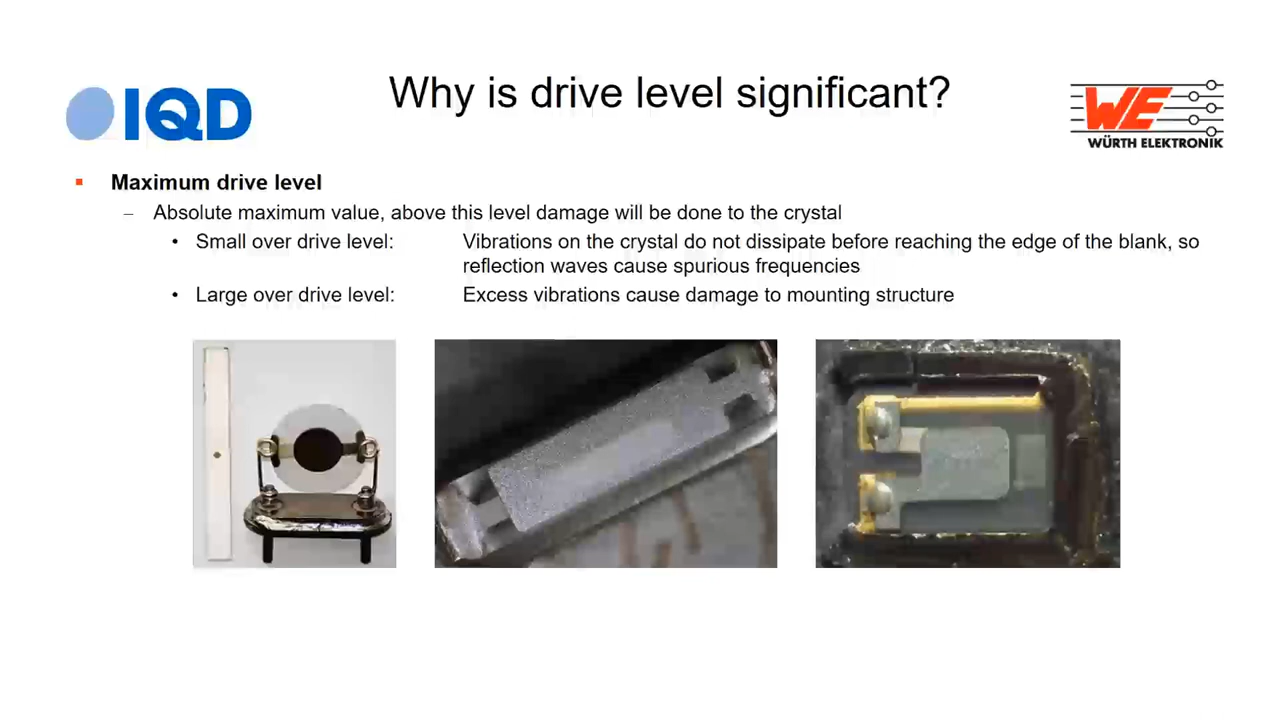 Why is drive level significant?
IQD
WE
WÜRTH ELEKTRONIK
▪ Maximum drive level
– Absolute maximum value, above this level damage will be done to the crystal
• Small over drive level: Vibrations on the crystal do not dissipate before reaching the edge of the blank, so
reflection waves cause spurious frequencies
• Large over drive level: Excess vibrations cause damage to mounting structure